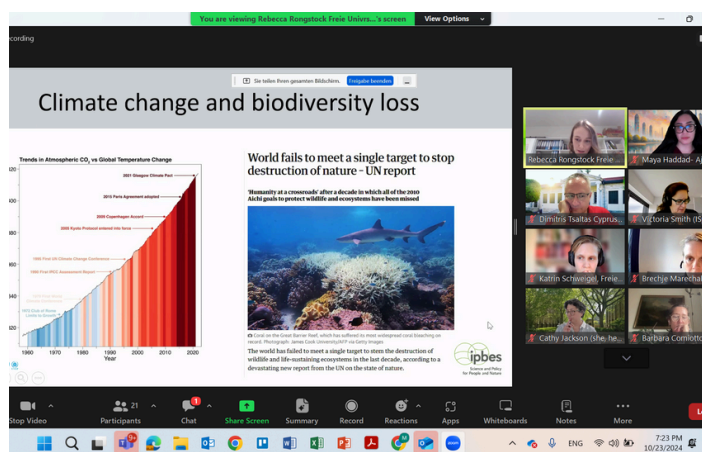 You are viewing Rebecca Rongstock Freie Univrs...'s screen
View Options
ecording
Sie teilen Ihren gesamten Bildschirm.
Freigabe beenden
Climate change and biodiversity loss
Trends in Atmospheric CO₂ vs Global Temperature Change
2021 Glasgow Climate Pact
2015 Paris Agreement adopted
2009 Copenhagen Accord
2005 Kyoto Protocol entered into force
1995 First UN Climate Change Conference
1990 First IPCC Assessment Report
1972 Club of Rome
Limits to Growth
1960 1970 1980 1990 2000 2010 2020
Year
World fails to meet a single target to stop
destruction of nature – UN report
'Humanity at a crossroads' after a decade in which all of the 2010
Aichi goals to protect wildlife and ecosystems have been missed
Coral on the Great Barrier Reef, which has suffered its most widespread coral bleaching on
record. Photograph: James Cook University/AFP via Getty Images
The world has failed to meet a single target to stem the destruction of
wildlife and life-sustaining ecosystems in the last decade, according to a
devastating new report from the UN on the state of nature.
ipbes
Science and Policy
for People and Nature
Rebecca Rongstock Freie ...
Maya Haddad- Aj
Dimitris Tsaltas Cyprus...
Victoria Smith (IS
Katrin Schweigel, Freie...
Brechje Marechal
Cathy Jackson (she, he...
Barbara Comiotto
Stop Video
21
Participants
1
Chat
Share Screen
Summary
Record
Reactions
Apps
Whiteboards
Notes
More
9+
ENG
7:23 PM
10/23/2024